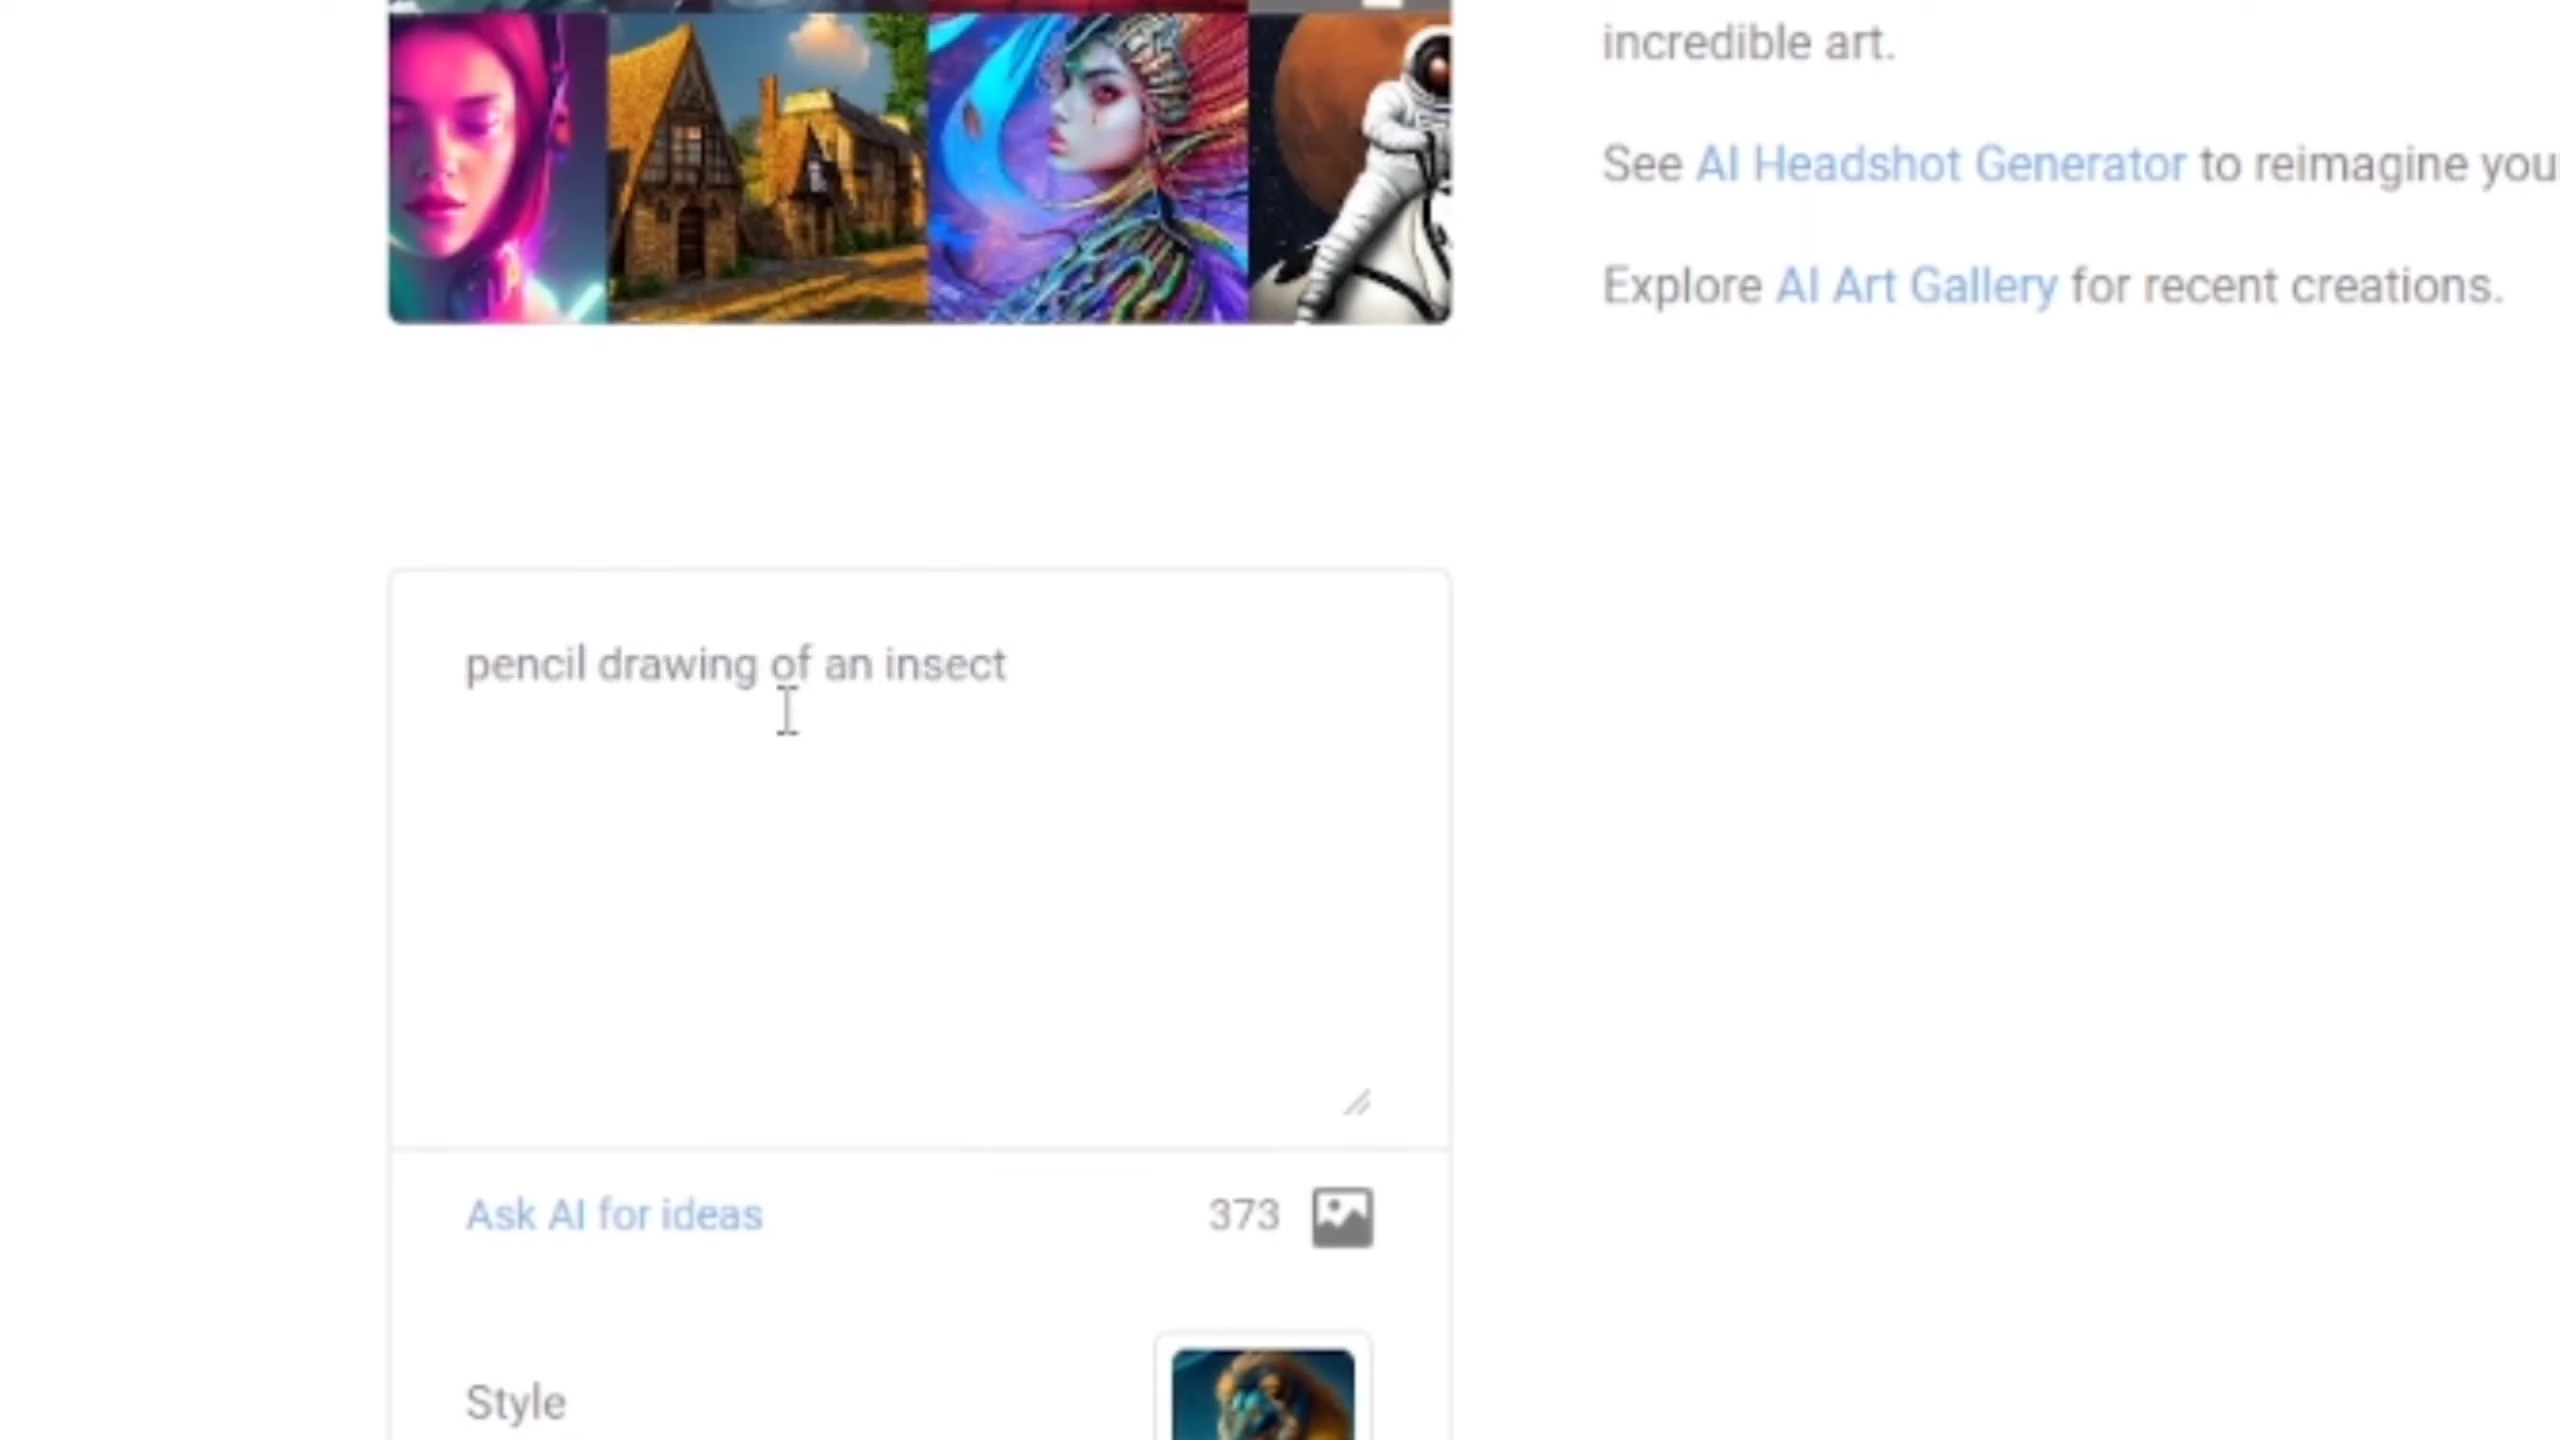 incredible art.
See AI Headshot Generator to reimagine you
Explore AI Art Gallery for recent creations.
pencil drawing of an insect
Ask AI for ideas
373
Style